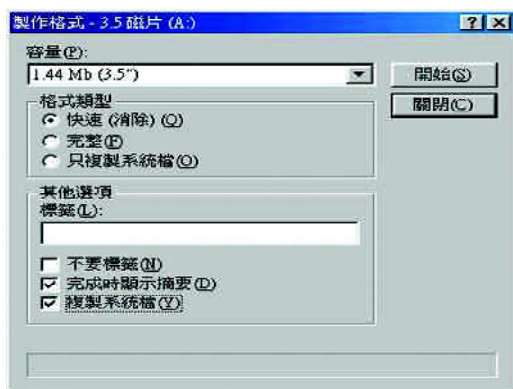 製作格式 - 3.5 磁片 (A:)
容量(P):
1.44 Mb (3.5")
開始(S)
關閉(C)
格式類型
快速 (消除) (Q)
完整(F)
只複製系統檔(O)
其他選項
標籤(L):
不要標籤(N)
完成時顯示摘要(D)
複製系統檔(Y)